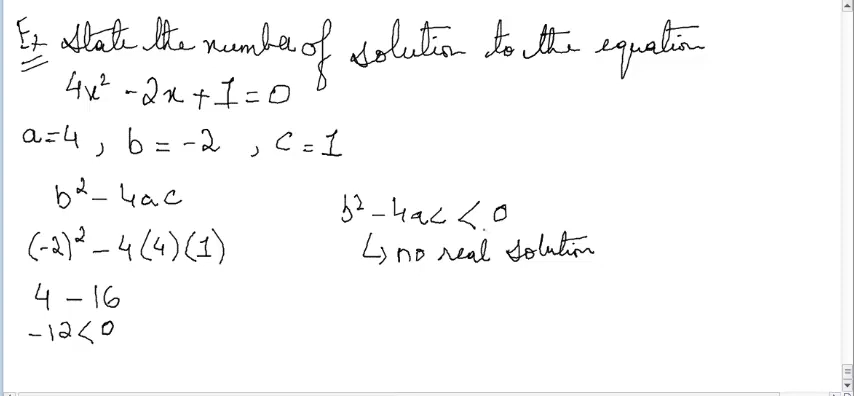 Ex State the number of solution to the equation
4x² - 2x + 1 = 0
a=4, b = -2, c = 1
b² - 4ac
(-2)² - 4(4)(1)
4 - 16
-12 < 0
b² - 4ac < 0
↳ no real solution